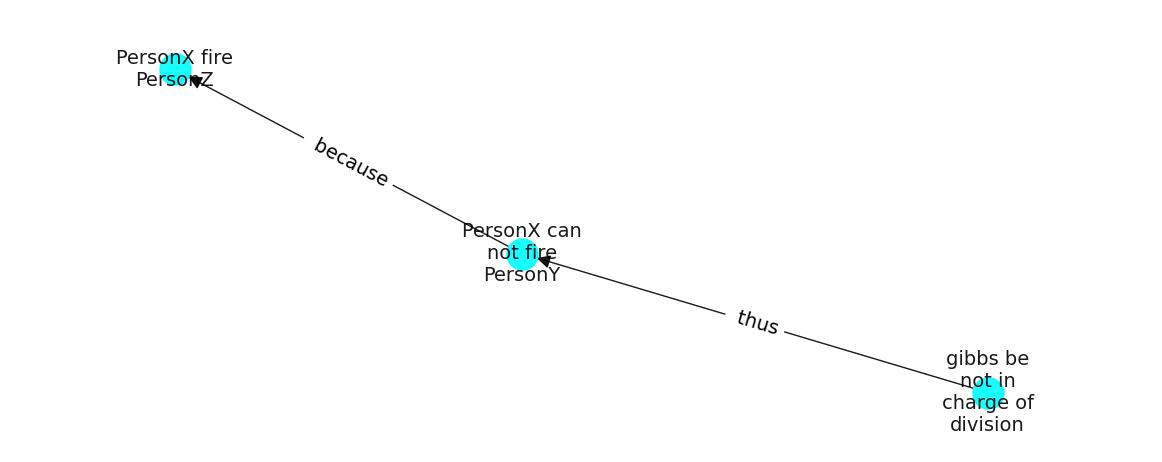 PersonX fire
PersonZ
because
PersonX can
not fire
PersonY
thus
gibbs be
not in
charge of
division